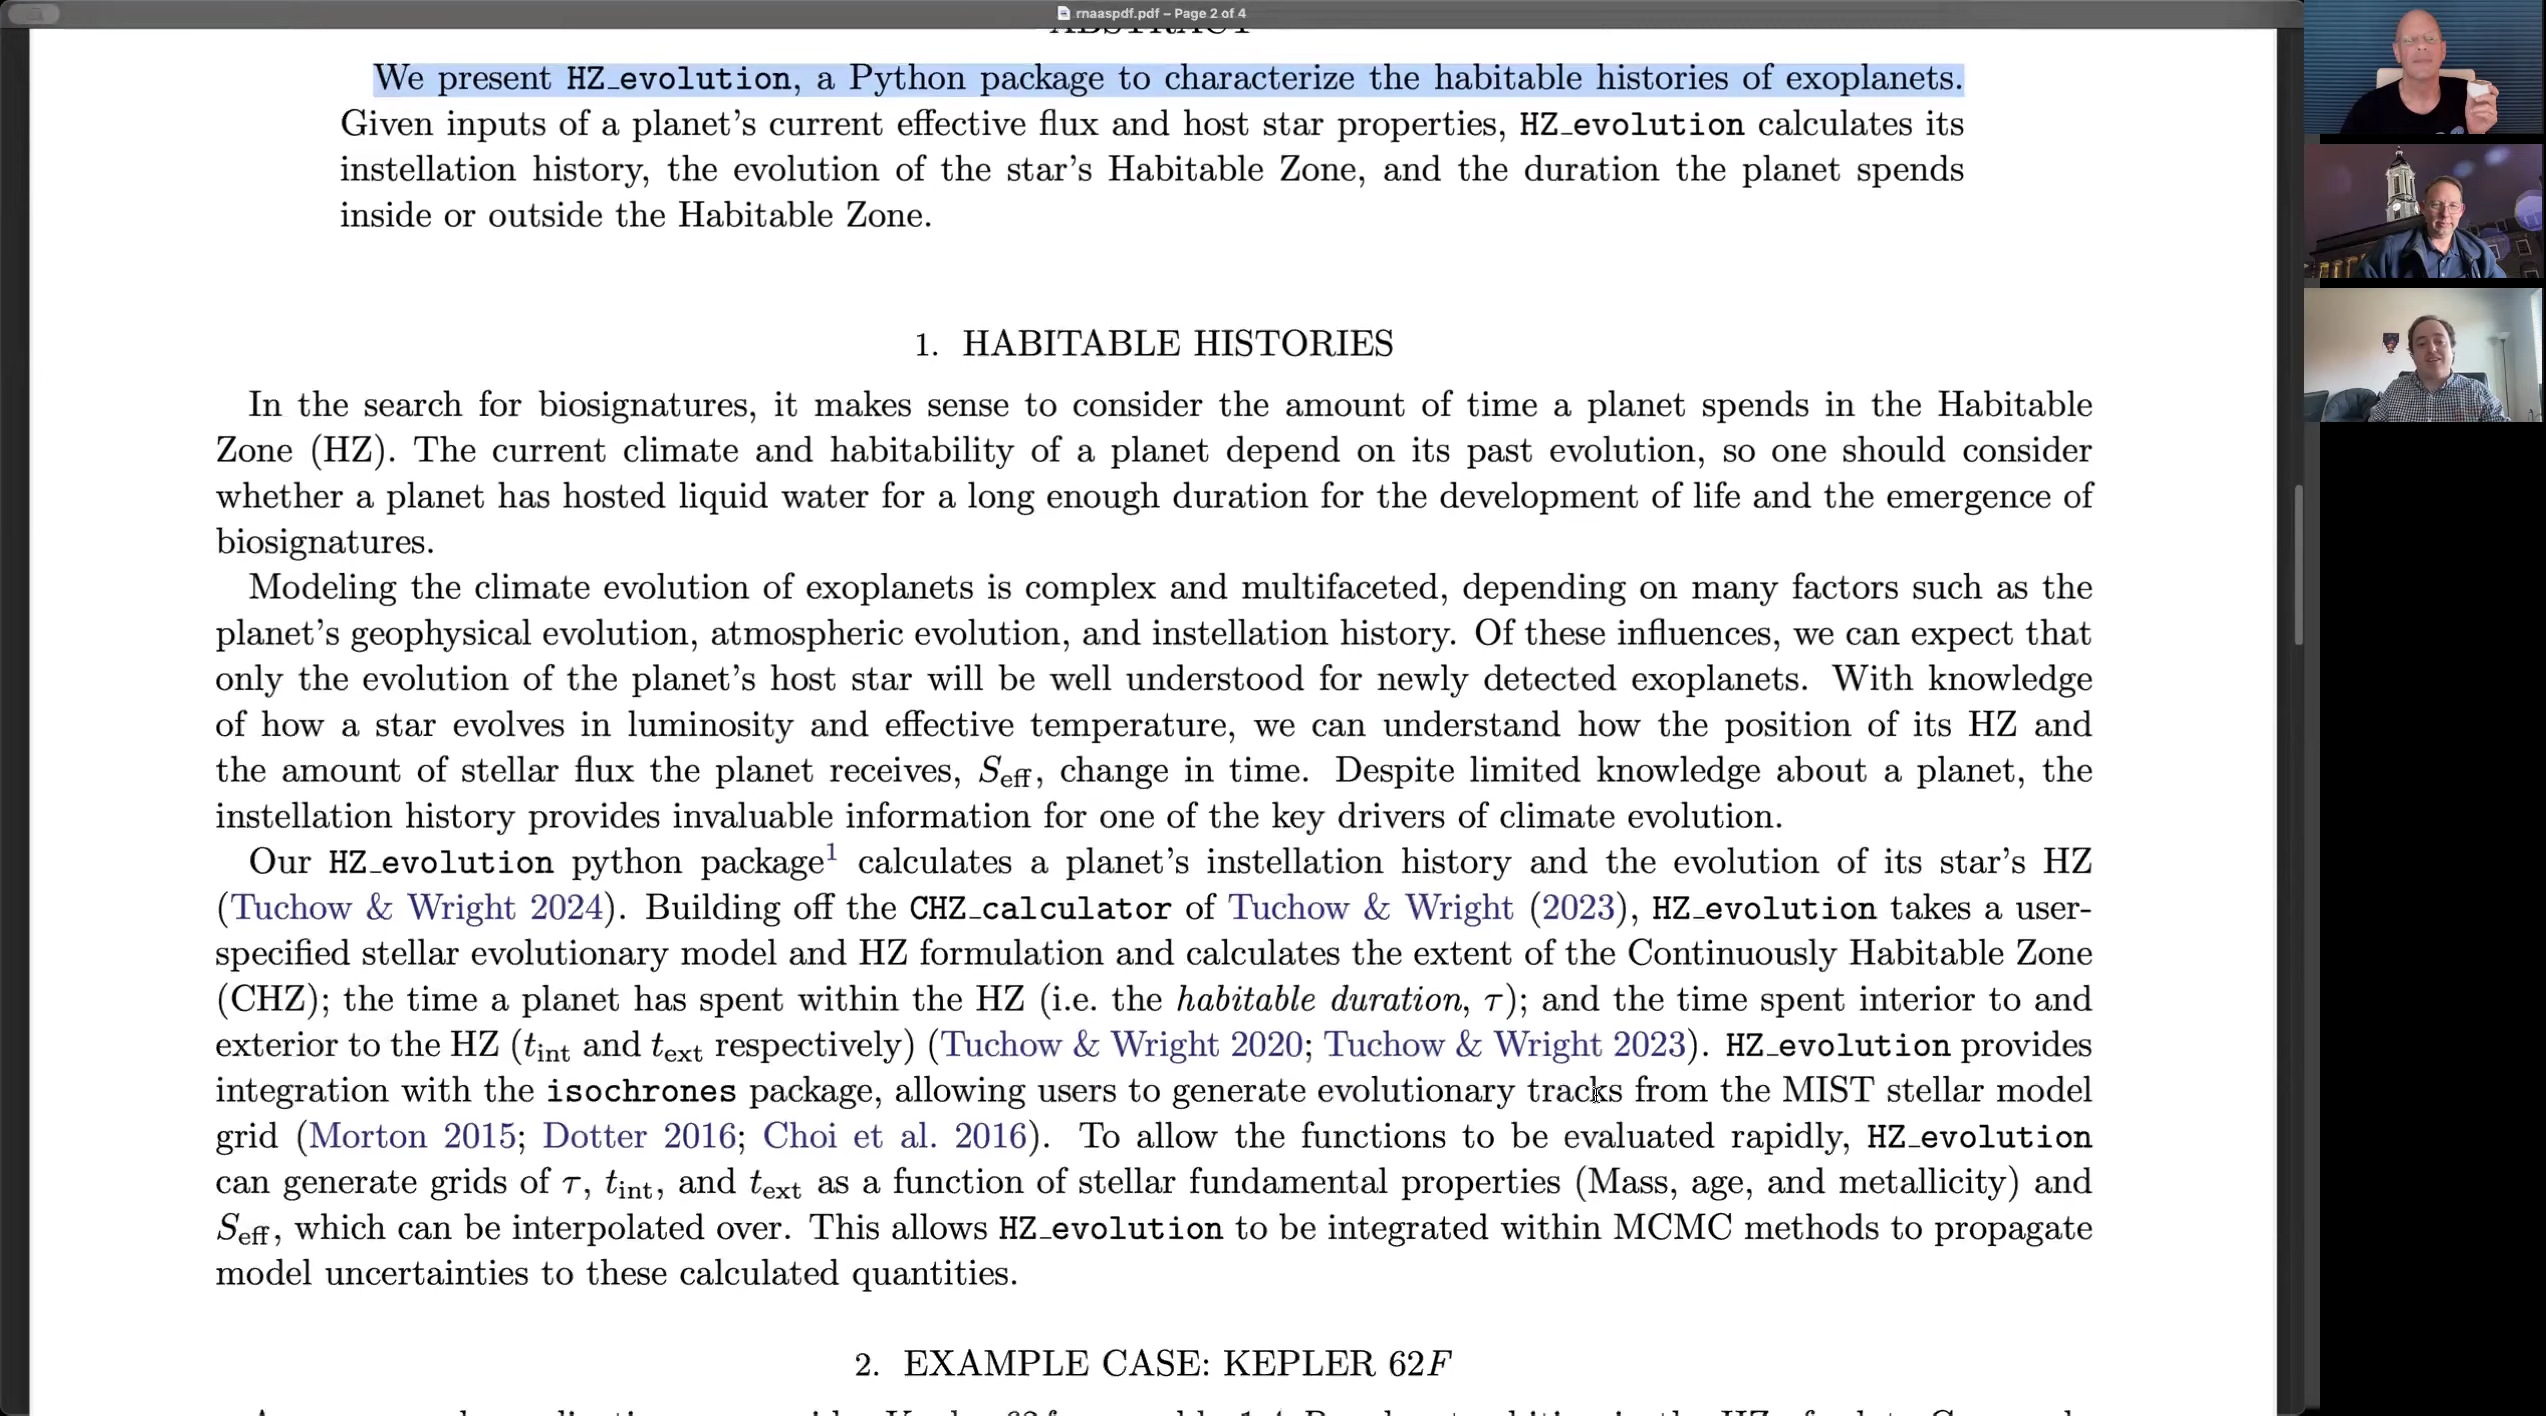 rnaaspdf.pdf – Page 2 of 4
ABSTRACT
We present HZ_evolution, a Python package to characterize the habitable histories of exoplanets.
Given inputs of a planet’s current effective flux and host star properties, HZ_evolution calculates its
instellation history, the evolution of the star’s Habitable Zone, and the duration the planet spends
inside or outside the Habitable Zone.
1. HABITABLE HISTORIES
In the search for biosignatures, it makes sense to consider the amount of time a planet spends in the Habitable
Zone (HZ). The current climate and habitability of a planet depend on its past evolution, so one should consider
whether a planet has hosted liquid water for a long enough duration for the development of life and the emergence of
biosignatures.
Modeling the climate evolution of exoplanets is complex and multifaceted, depending on many factors such as the
planet’s geophysical evolution, atmospheric evolution, and instellation history. Of these influences, we can expect that
only the evolution of the planet’s host star will be well understood for newly detected exoplanets. With knowledge
of how a star evolves in luminosity and effective temperature, we can understand how the position of its HZ and
the amount of stellar flux the planet receives, Seff, change in time. Despite limited knowledge about a planet, the
instellation history provides invaluable information for one of the key drivers of climate evolution.
Our HZ_evolution python package1 calculates a planet’s instellation history and the evolution of its star’s HZ
(Tuchow & Wright 2024). Building off the CHZ_calculator of Tuchow & Wright (2023), HZ_evolution takes a user-
specified stellar evolutionary model and HZ formulation and calculates the extent of the Continuously Habitable Zone
(CHZ); the time a planet has spent within the HZ (i.e. the habitable duration, τ); and the time spent interior to and
exterior to the HZ (tint and text respectively) (Tuchow & Wright 2020; Tuchow & Wright 2023). HZ_evolution provides
integration with the isochrones package, allowing users to generate evolutionary tracks from the MIST stellar model
grid (Morton 2015; Dotter 2016; Choi et al. 2016). To allow the functions to be evaluated rapidly, HZ_evolution
can generate grids of τ, tint, and text as a function of stellar fundamental properties (Mass, age, and metallicity) and
Seff, which can be interpolated over. This allows HZ_evolution to be integrated within MCMC methods to propagate
model uncertainties to these calculated quantities.
2. EXAMPLE CASE: KEPLER 62F